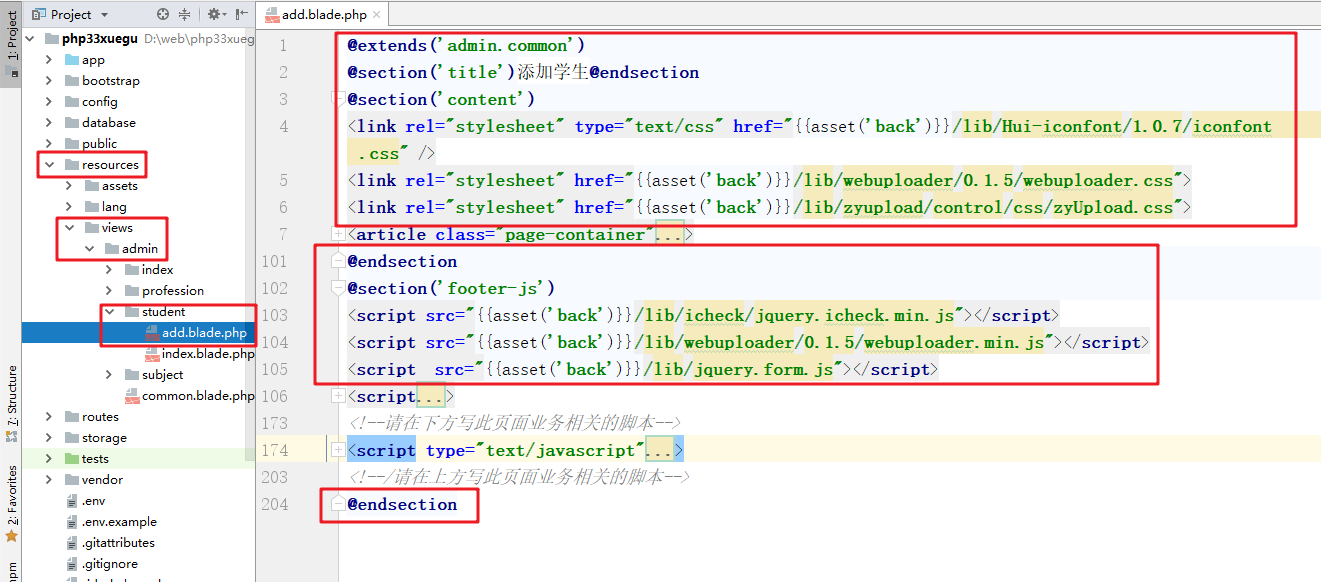 Project
add.blade.php
1: Project
7: Structure
2: Favorites
npm
php33xuegu D:\web\php33xueg
app
bootstrap
config
database
public
resources
assets
lang
views
admin
index
profession
student
add.blade.php
index.blade.php
subject
common.blade.php
routes
storage
tests
vendor
.env
.env.example
.gitattributes
.gitignore
1 @extends('admin.common')
2 @section('title')添加学生@endsection
3 @section('content')
4 <link rel="stylesheet" type="text/css" href="{{asset('back')}}/lib/Hui-iconfont/1.0.7/iconfont
.css" />
5 <link rel="stylesheet" href="{{asset('back')}}/lib/webuploader/0.1.5/webuploader.css">
6 <link rel="stylesheet" href="{{asset('back')}}/lib/zyupload/control/css/zyUpload.css">
7 <article class="page-container"...>
101 @endsection
102 @section('footer-js')
103 <script src="{{asset('back')}}/lib/icheck/jquery.icheck.min.js"></script>
104 <script src="{{asset('back')}}/lib/webuploader/0.1.5/webuploader.min.js"></script>
105 <script  src="{{asset('back')}}/lib/jquery.form.js"></script>
106 <script...>
173 <!--请在下方写此页面业务相关的脚本-->
174 <script type="text/javascript"...>
203 <!--/请在上方写此页面业务相关的脚本-->
204 @endsection